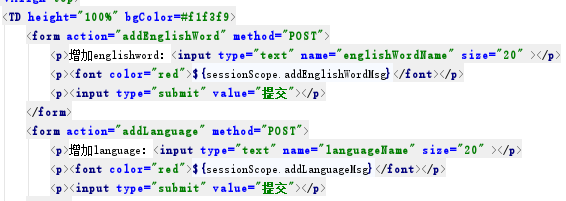 <TD height="100%" bgColor=#f1f3f9>
<form action="addEnglishWord" method="POST">
<p>增加englishword: <input type="text" name="englishWordName" size="20" ></p>
<p><font color="red">${sessionScope.addEnglishWordMsg}</font></p>
<p><input type="submit" value="提交"></p>
</form>
<form action="addLanguage" method="POST">
<p>增加language: <input type="text" name="languageName" size="20" ></p>
<p><font color="red">${sessionScope.addLanguageMsg}</font></p>
<p><input type="submit" value="提交"></p>